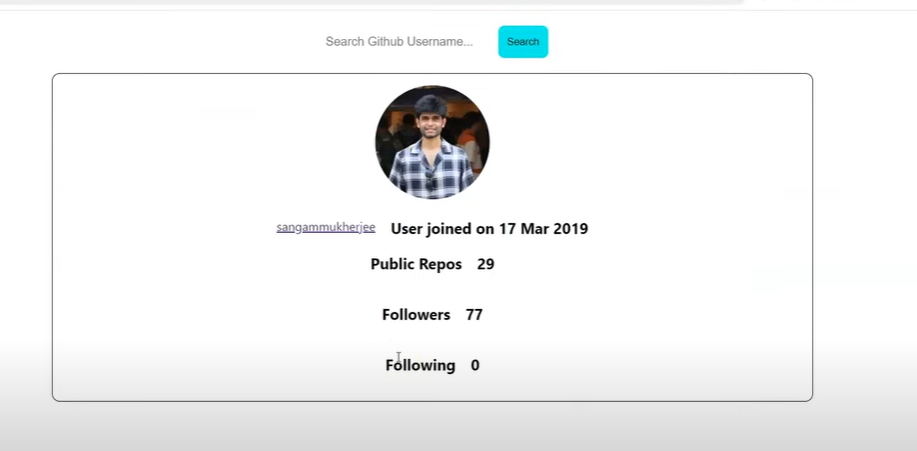 Search Github Username... Search
sangammukherjee User joined on 17 Mar 2019
Public Repos 29
Followers 77
Following 0